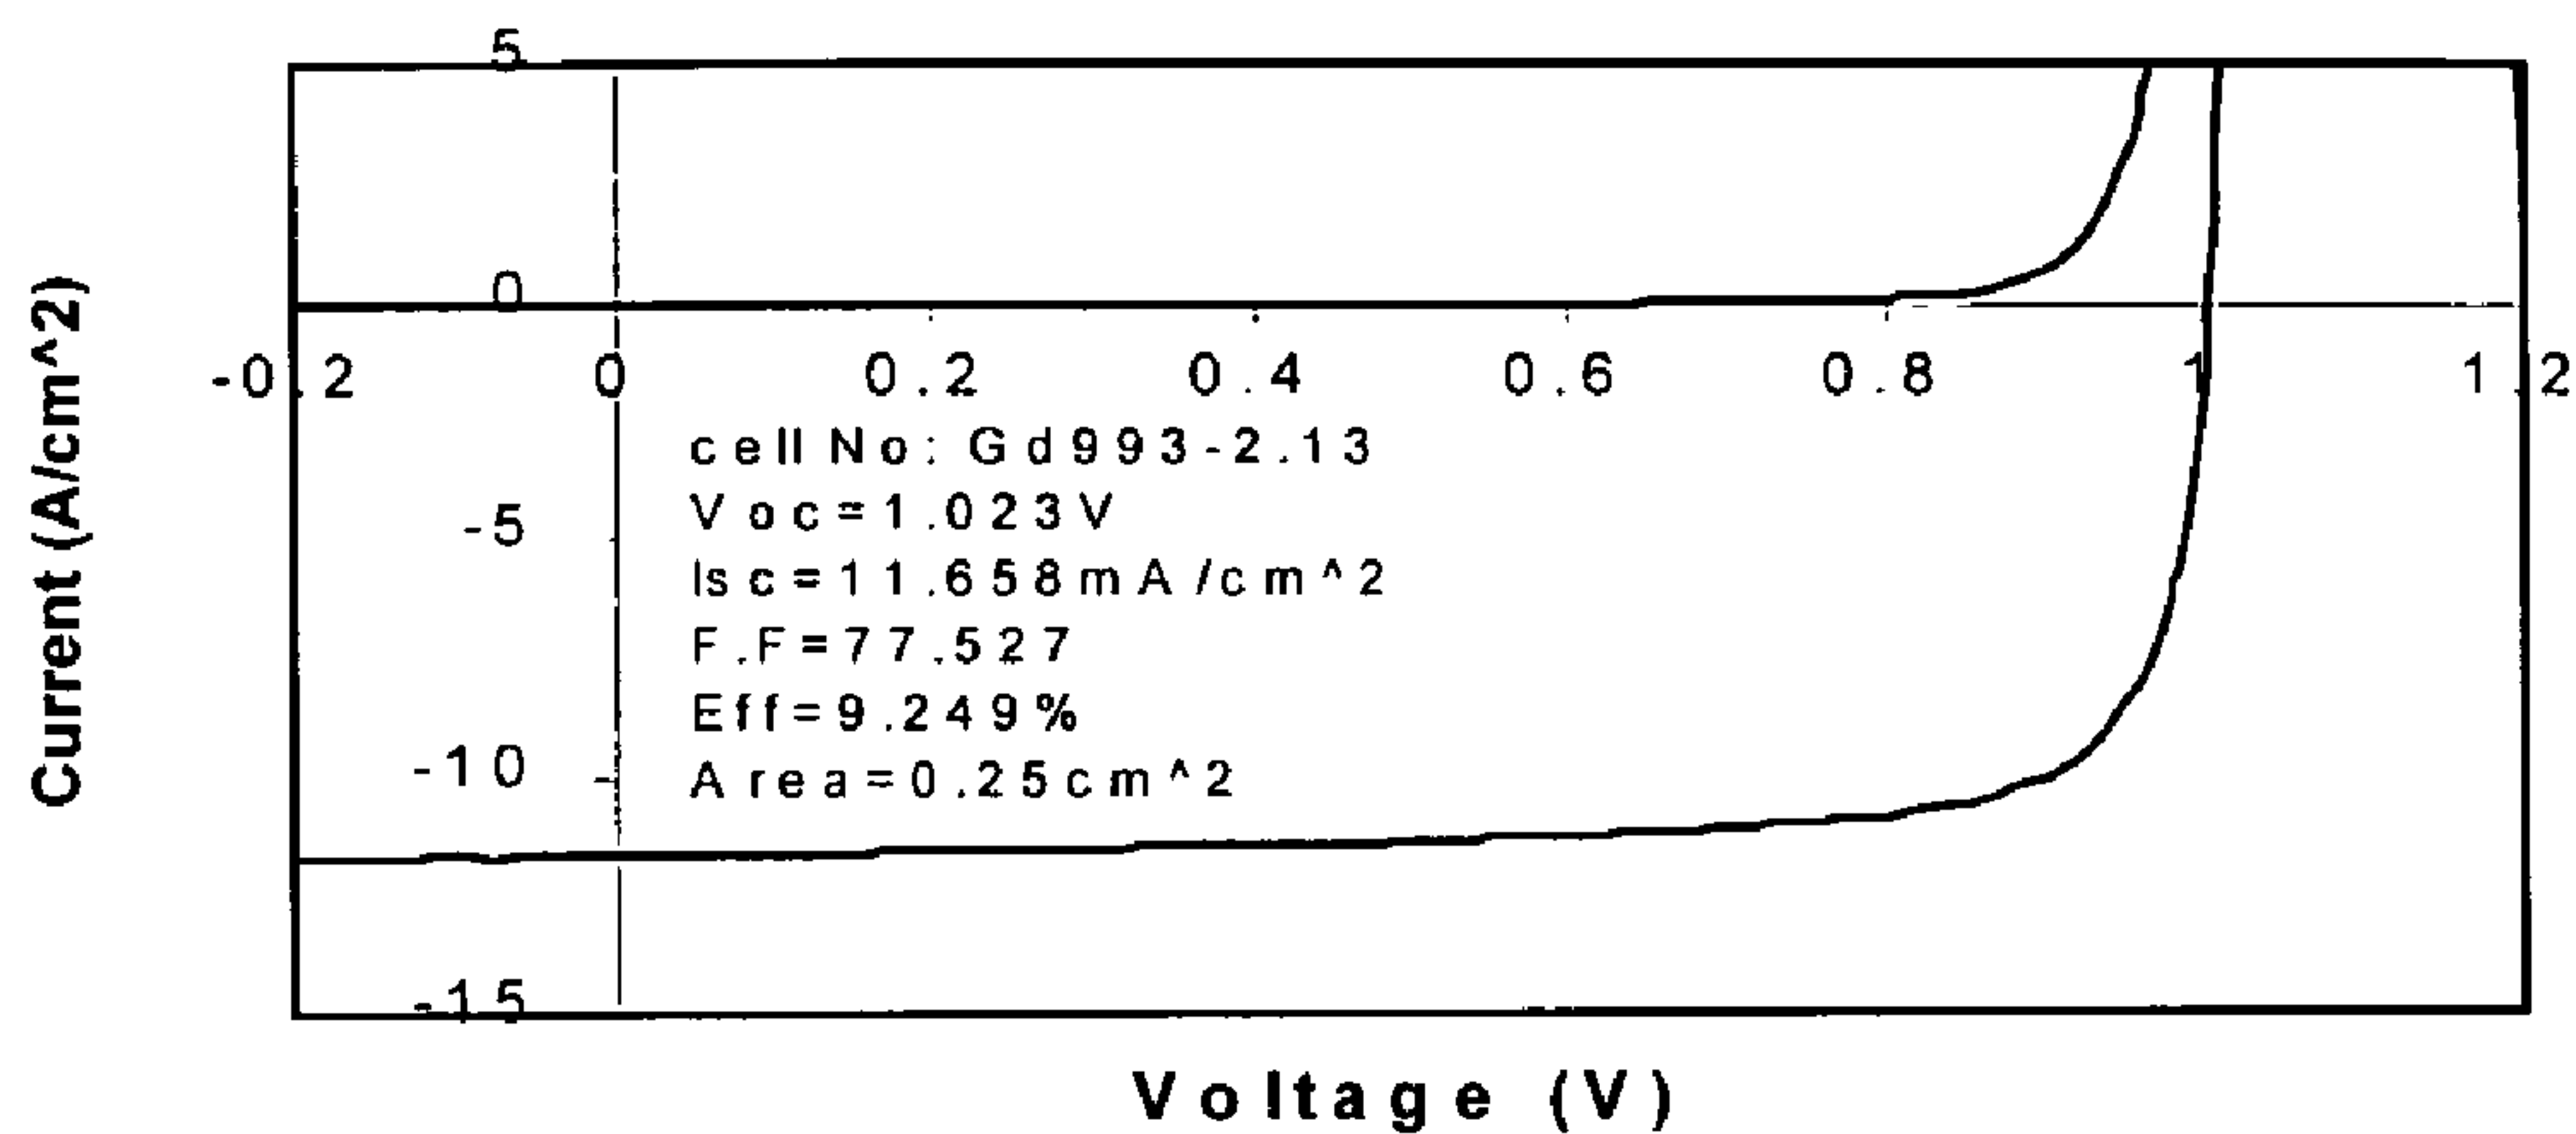 5
0
-0.2 0 0.2 0.4 0.6 0.8 1 1.2
cell No: Gd993-2.13
Voc=1.023V
-5
Isc=11.658mA/cm^2
F.F=77.527
Eff=9.249%
-10
Area=0.25cm^2
-15
Current (A/cm^2)
Voltage (V)